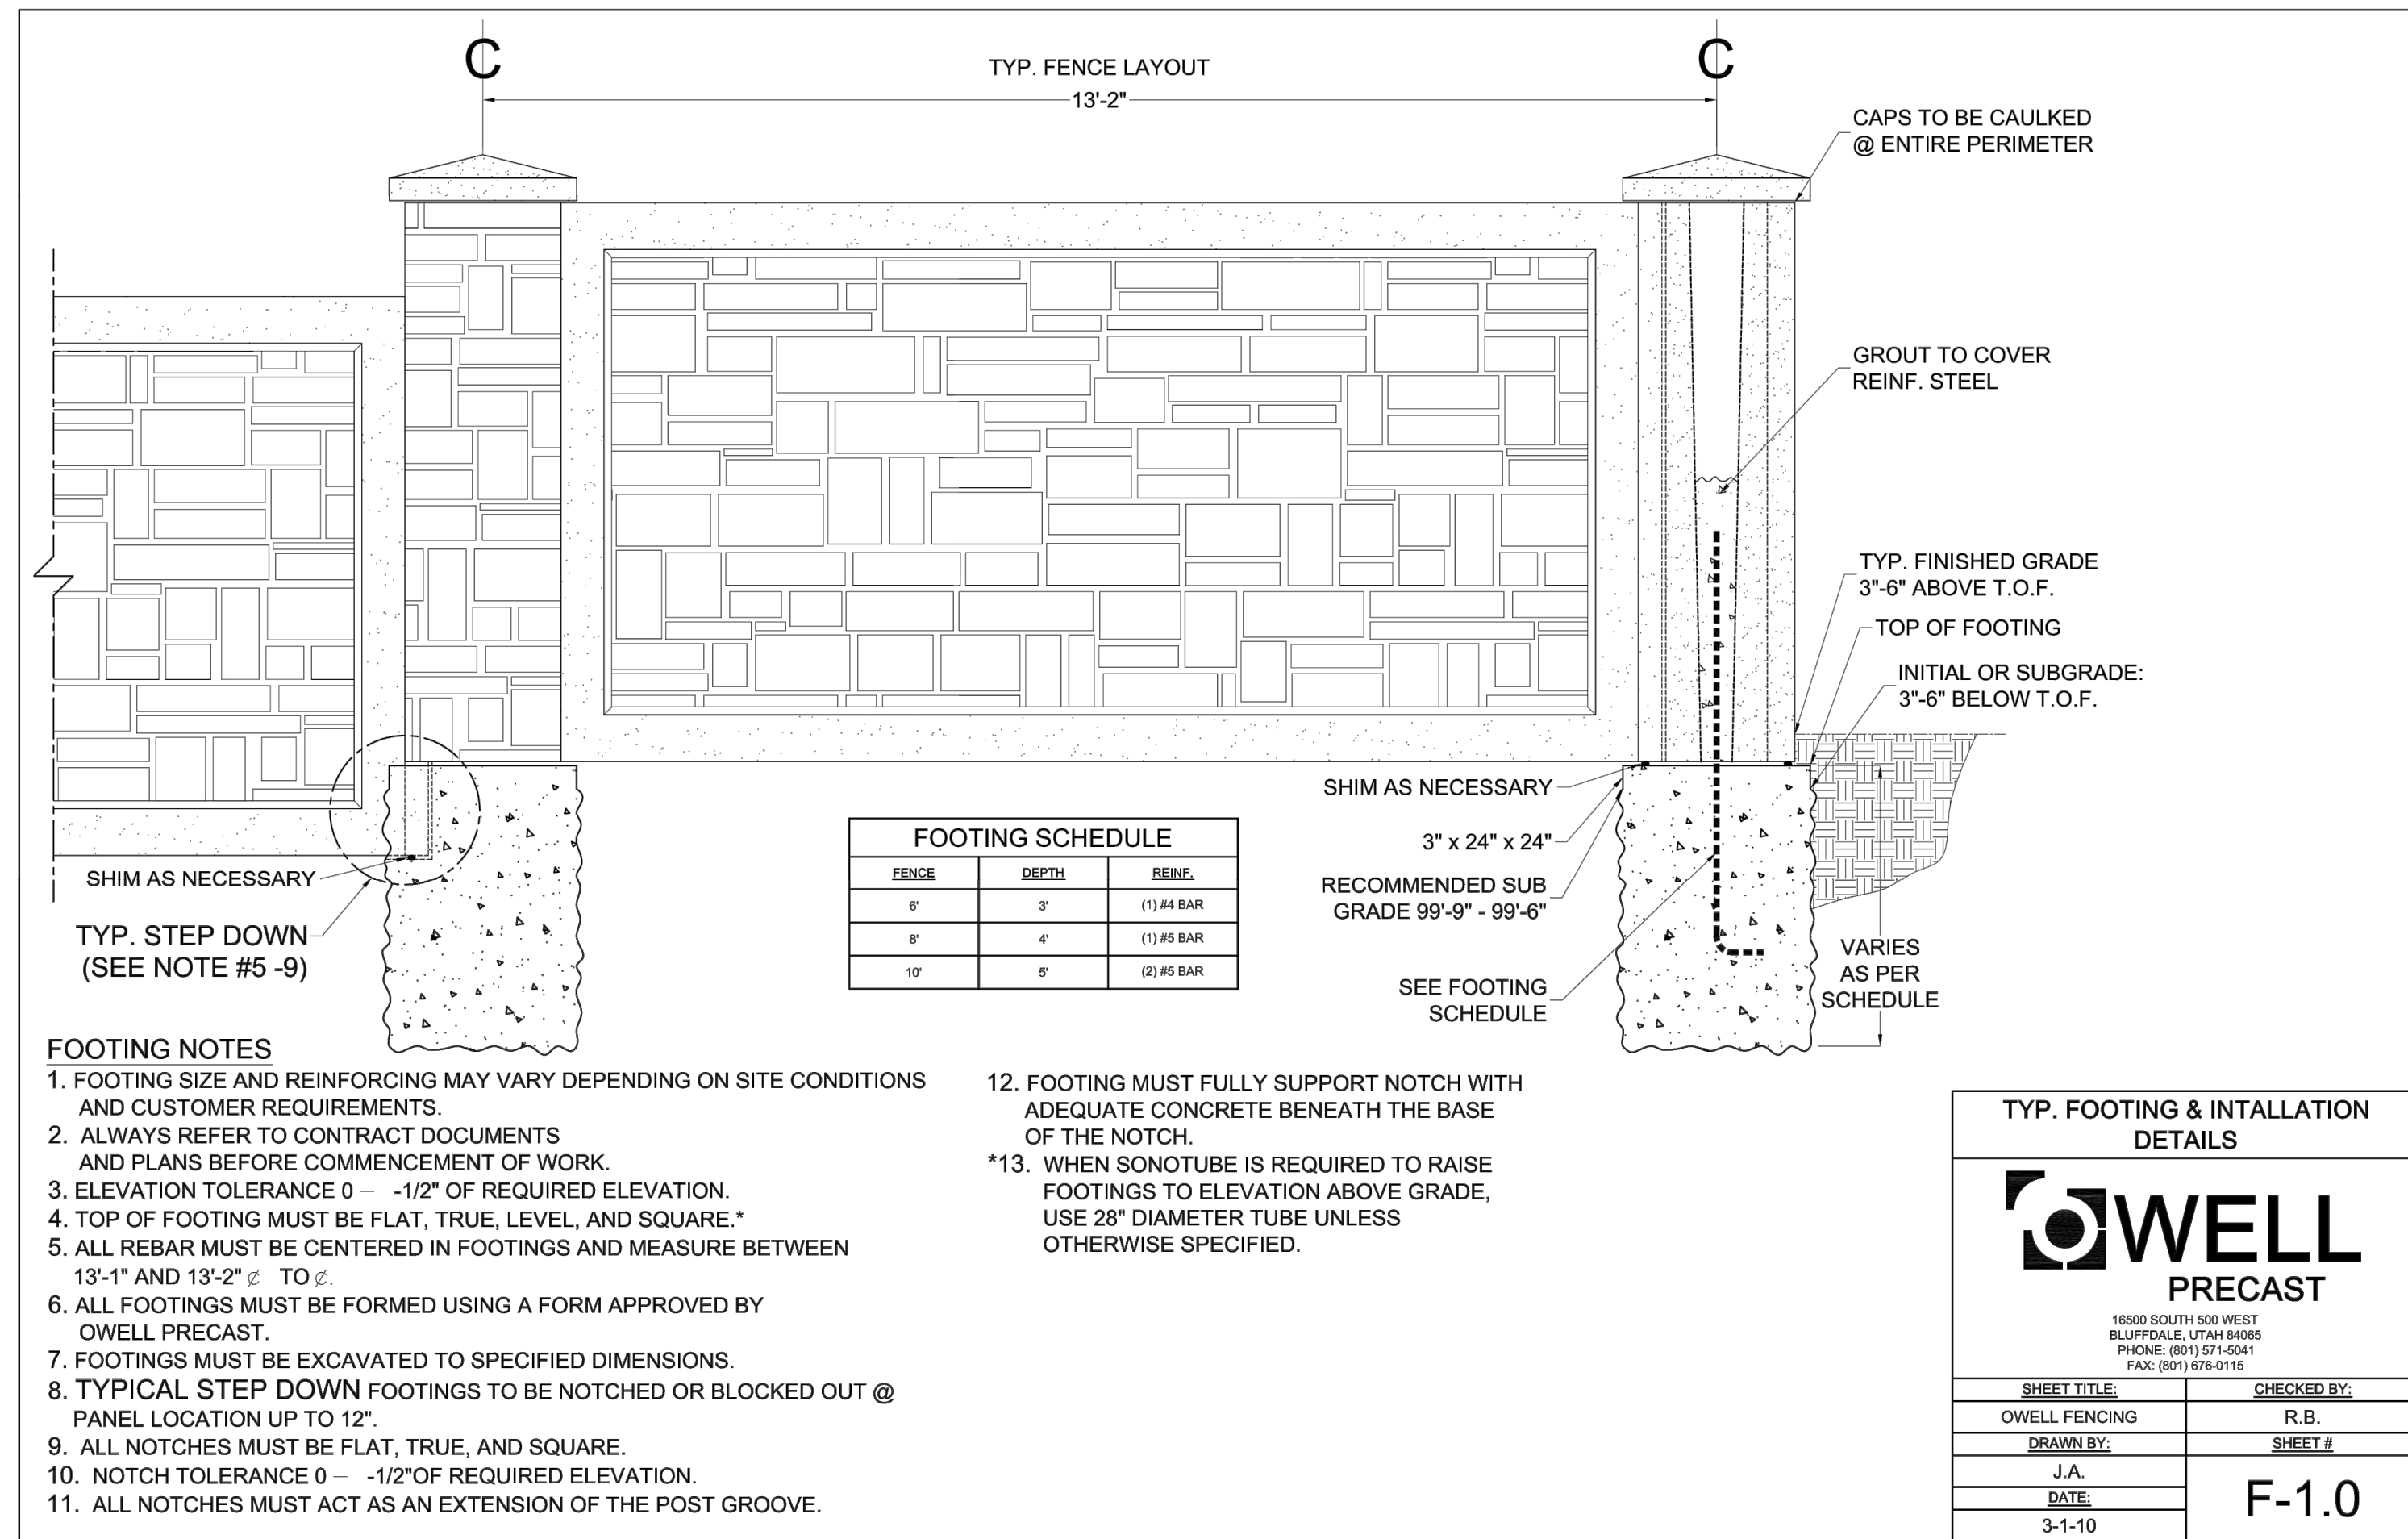 C
C
TYP. FENCE LAYOUT
13'-2"
CAPS TO BE CAULKED
@ ENTIRE PERIMETER
GROUT TO COVER
REINF. STEEL
TYP. FINISHED GRADE
3"-6" ABOVE T.O.F.
TOP OF FOOTING
INITIAL OR SUBGRADE:
3"-6" BELOW T.O.F.
SHIM AS NECESSARY
3" x 24" x 24"
RECOMMENDED SUB
GRADE 99'-9" - 99'-6"
SEE FOOTING
SCHEDULE
VARIES
AS PER
SCHEDULE
SHIM AS NECESSARY
TYP. STEP DOWN
(SEE NOTE #5 -9)
FOOTING SCHEDULE
FENCE DEPTH REINF.
6' 3' (1) #4 BAR
8' 4' (1) #5 BAR
10' 5' (2) #5 BAR
FOOTING NOTES
1. FOOTING SIZE AND REINFORCING MAY VARY DEPENDING ON SITE CONDITIONS
AND CUSTOMER REQUIREMENTS.
2. ALWAYS REFER TO CONTRACT DOCUMENTS
AND PLANS BEFORE COMMENCEMENT OF WORK.
3. ELEVATION TOLERANCE 0 – -1/2" OF REQUIRED ELEVATION.
4. TOP OF FOOTING MUST BE FLAT, TRUE, LEVEL, AND SQUARE.*
5. ALL REBAR MUST BE CENTERED IN FOOTINGS AND MEASURE BETWEEN
13'-1" AND 13'-2" ₵ TO ₵.
6. ALL FOOTINGS MUST BE FORMED USING A FORM APPROVED BY
OWELL PRECAST.
7. FOOTINGS MUST BE EXCAVATED TO SPECIFIED DIMENSIONS.
8. TYPICAL STEP DOWN FOOTINGS TO BE NOTCHED OR BLOCKED OUT @
PANEL LOCATION UP TO 12".
9. ALL NOTCHES MUST BE FLAT, TRUE, AND SQUARE.
10. NOTCH TOLERANCE 0 – -1/2"OF REQUIRED ELEVATION.
11. ALL NOTCHES MUST ACT AS AN EXTENSION OF THE POST GROOVE.
12. FOOTING MUST FULLY SUPPORT NOTCH WITH
ADEQUATE CONCRETE BENEATH THE BASE
OF THE NOTCH.
*13. WHEN SONOTUBE IS REQUIRED TO RAISE
FOOTINGS TO ELEVATION ABOVE GRADE,
USE 28" DIAMETER TUBE UNLESS
OTHERWISE SPECIFIED.
TYP. FOOTING & INTALLATION
DETAILS
OWELL
PRECAST
16500 SOUTH 500 WEST
BLUFFDALE, UTAH 84065
PHONE: (801) 571-5041
FAX: (801) 676-0115
SHEET TITLE: CHECKED BY:
OWELL FENCING R.B.
DRAWN BY: SHEET #
J.A.
DATE:
3-1-10
F-1.0